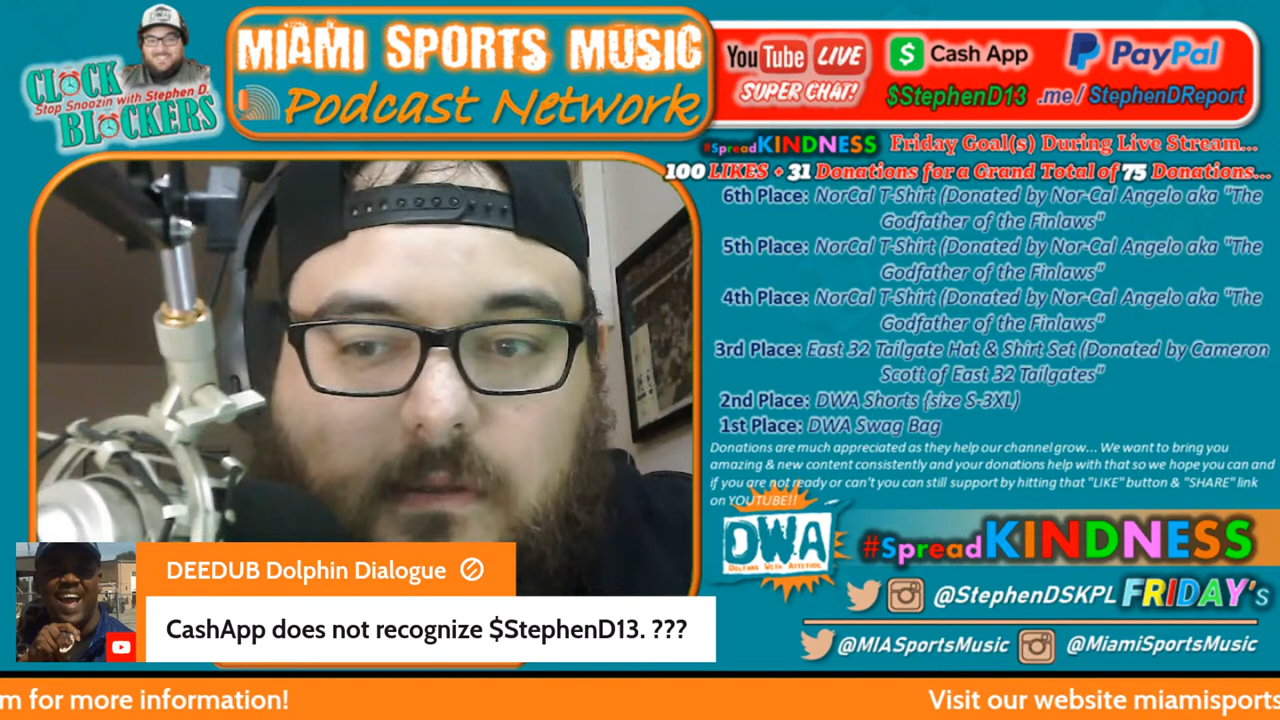 DWA
CLOCK
Stop Snoozin with Stephen D.
BLOCKERS
MIAMI SPORTS MUSIC
Podcast Network
YouTube LIVE
SUPER CHAT!
$ Cash App
$StephenD13
PayPal
.me/StephenDReport
#SpreadKINDNESS Friday Goal(s) During Live Stream...
100 LIKES + 31 Donations for a Grand Total of 75 Donations...
6th Place: NorCal T-Shirt (Donated by Nor-Cal Angelo aka "The
Godfather of the Finlaws"
5th Place: NorCal T-Shirt (Donated by Nor-Cal Angelo aka "The
Godfather of the Finlaws"
4th Place: NorCal T-Shirt (Donated by Nor-Cal Angelo aka "The
Godfather of the Finlaws"
3rd Place: East 32 Tailgate Hat & Shirt Set (Donated by Cameron
Scott of East 32 Tailgates"
2nd Place: DWA Shorts {size S-3XL)
1st Place: DWA Swag Bag
Donations are much appreciated as they help our channel grow... We want to bring you
amazing & new content consistently and your donations help with that so we hope you can and
if you are not ready or can't you can still support by hitting that "LIKE" button & "SHARE" link
on YOUTUBE!!
DWA
Dolfans With Attitude
#SpreadKINDNESS
@StephenDSKPL FRIDAY's
@MIASportsMusic
@MiamiSportsMusic
DEEDUB Dolphin Dialogue
CashApp does not recognize $StephenD13. ???
m for more information!
Visit our website miamisports